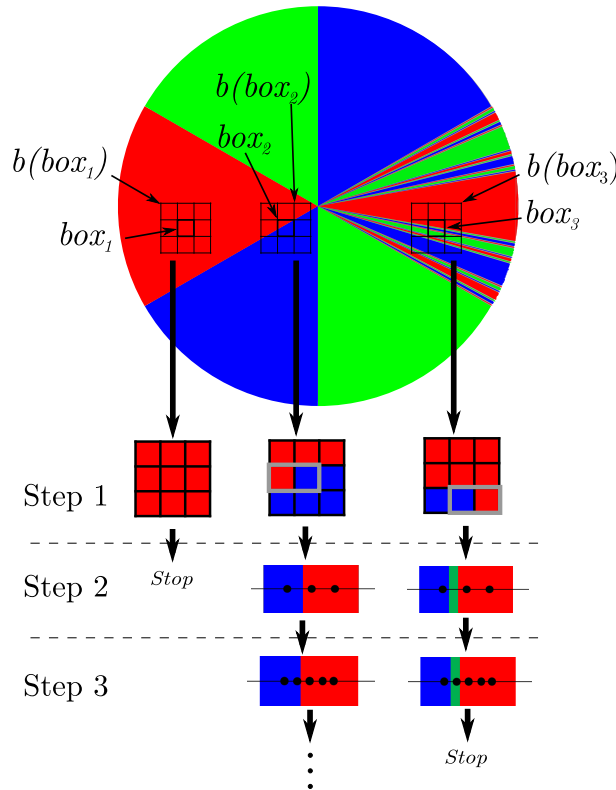 b(box₂)
box₂
b(box₁)
b(box₃)
box₃
box₁
Step 1
Stop
Step 2
Step 3
Stop